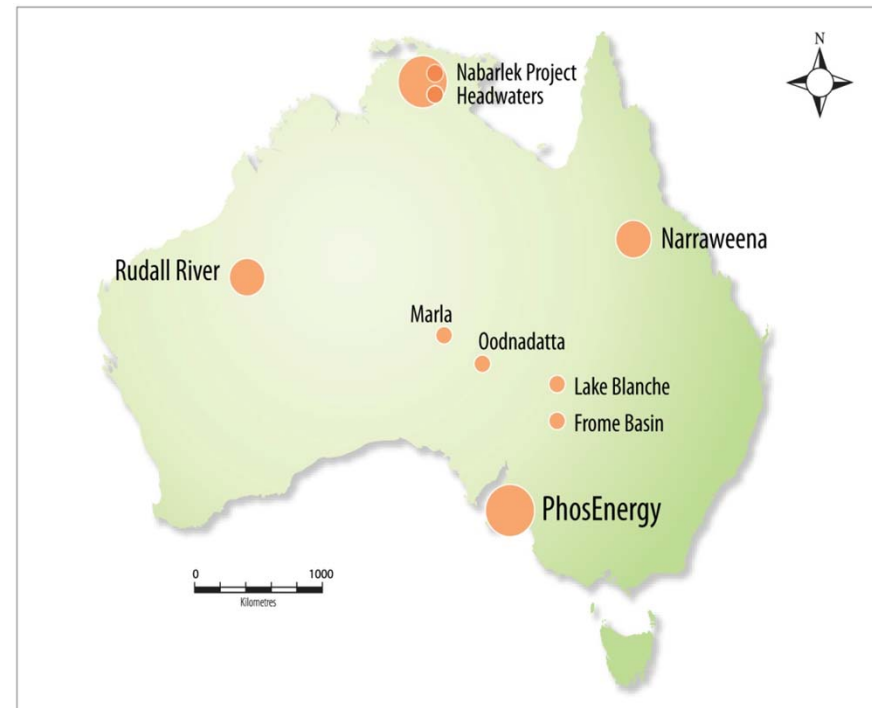 N
Nabarlek Project
Headwaters
Narraweena
Rudall River
Marla
Oodnadatta
Lake Blanche
Frome Basin
PhosEnergy
0 1000
Kilometres